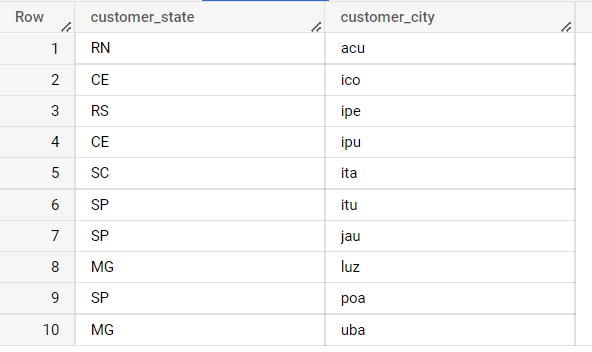 Row customer_state customer_city
1 RN acu
2 CE ico
3 RS ipe
4 CE ipu
5 SC ita
6 SP itu
7 SP jau
8 MG luz
9 SP poa
10 MG uba